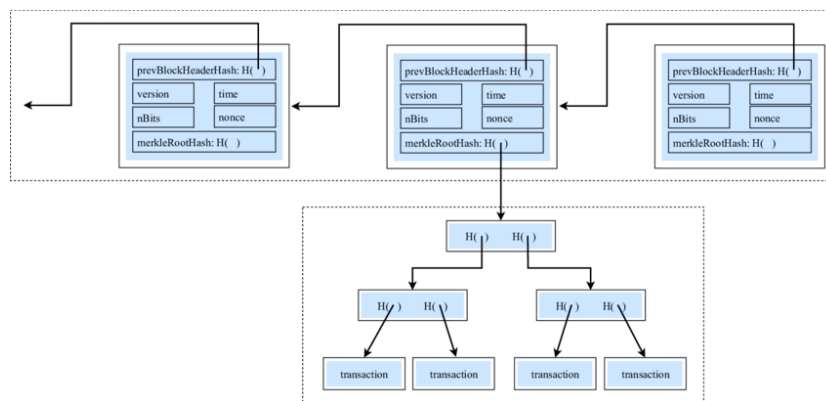 prevBlockHeaderHash: H( )
version
time
nBits
nonce
merkleRootHash: H( )
prevBlockHeaderHash: H( )
version
time
nBits
nonce
merkleRootHash: H( )
prevBlockHeaderHash: H( )
version
time
nBits
nonce
merkleRootHash: H( )
H( ) H( )
H( ) H( )
H( ) H( )
transaction
transaction
transaction
transaction